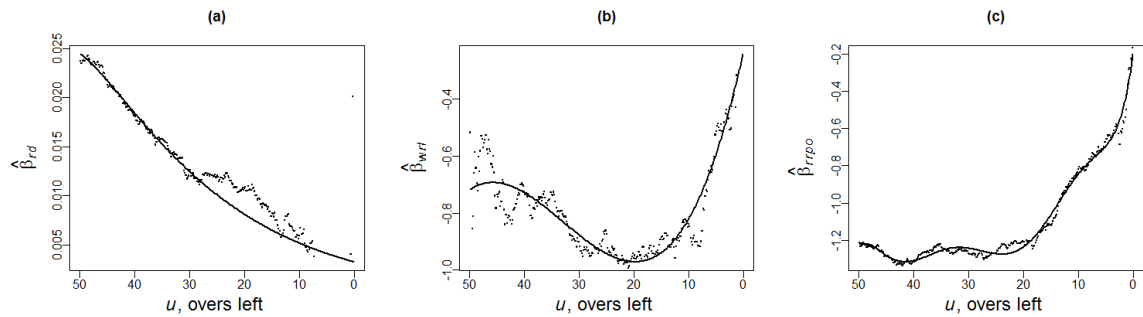 (a)
β̂rd
0.025
0.020
0.015
0.010
0.005
50 40 30 20 10 0
u, overs left
(b)
β̂wrl
-0.4
-0.6
-0.8
-1.0
50 40 30 20 10 0
u, overs left
(c)
β̂rrpo
-0.2
-0.4
-0.6
-0.8
-1.0
-1.2
50 40 30 20 10 0
u, overs left